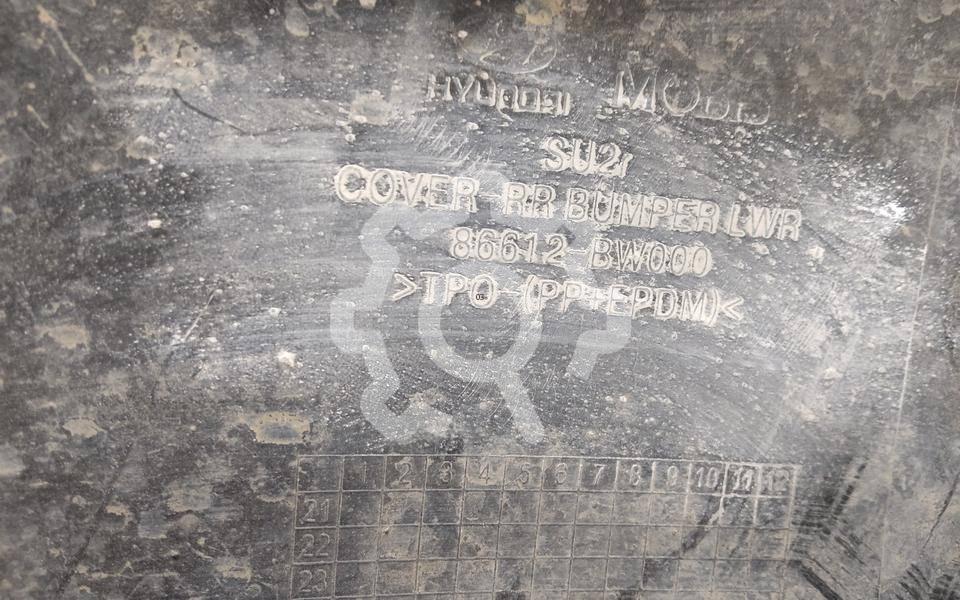 HYUNDAI MOBIS
SU2r
COVER-RR BUMPER LWR
86612-BW000
>TPO-(PP+EPDM)<
1 2 3 4 5 6 7 8 9 10 11 12
21
22
23